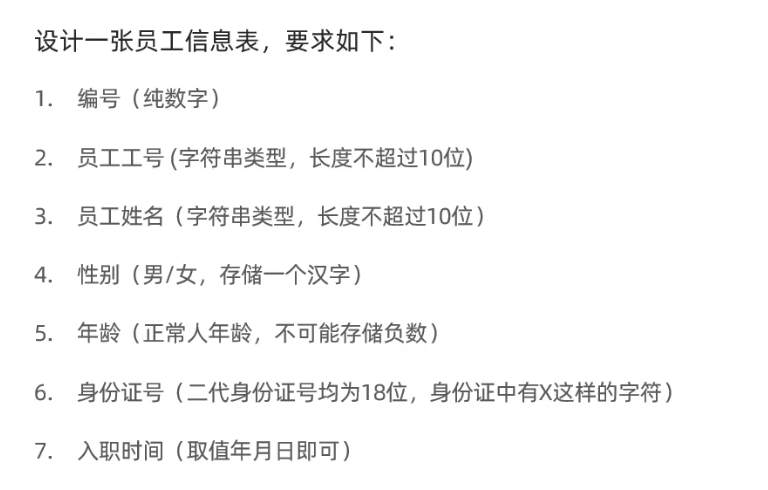 设计一张员工信息表，要求如下：
1. 编号（纯数字）
2. 员工工号 (字符串类型，长度不超过10位)
3. 员工姓名（字符串类型，长度不超过10位）
4. 性别（男/女，存储一个汉字）
5. 年龄（正常人年龄，不可能存储负数）
6. 身份证号（二代身份证号均为18位，身份证中有X这样的字符）
7. 入职时间（取值年月日即可）